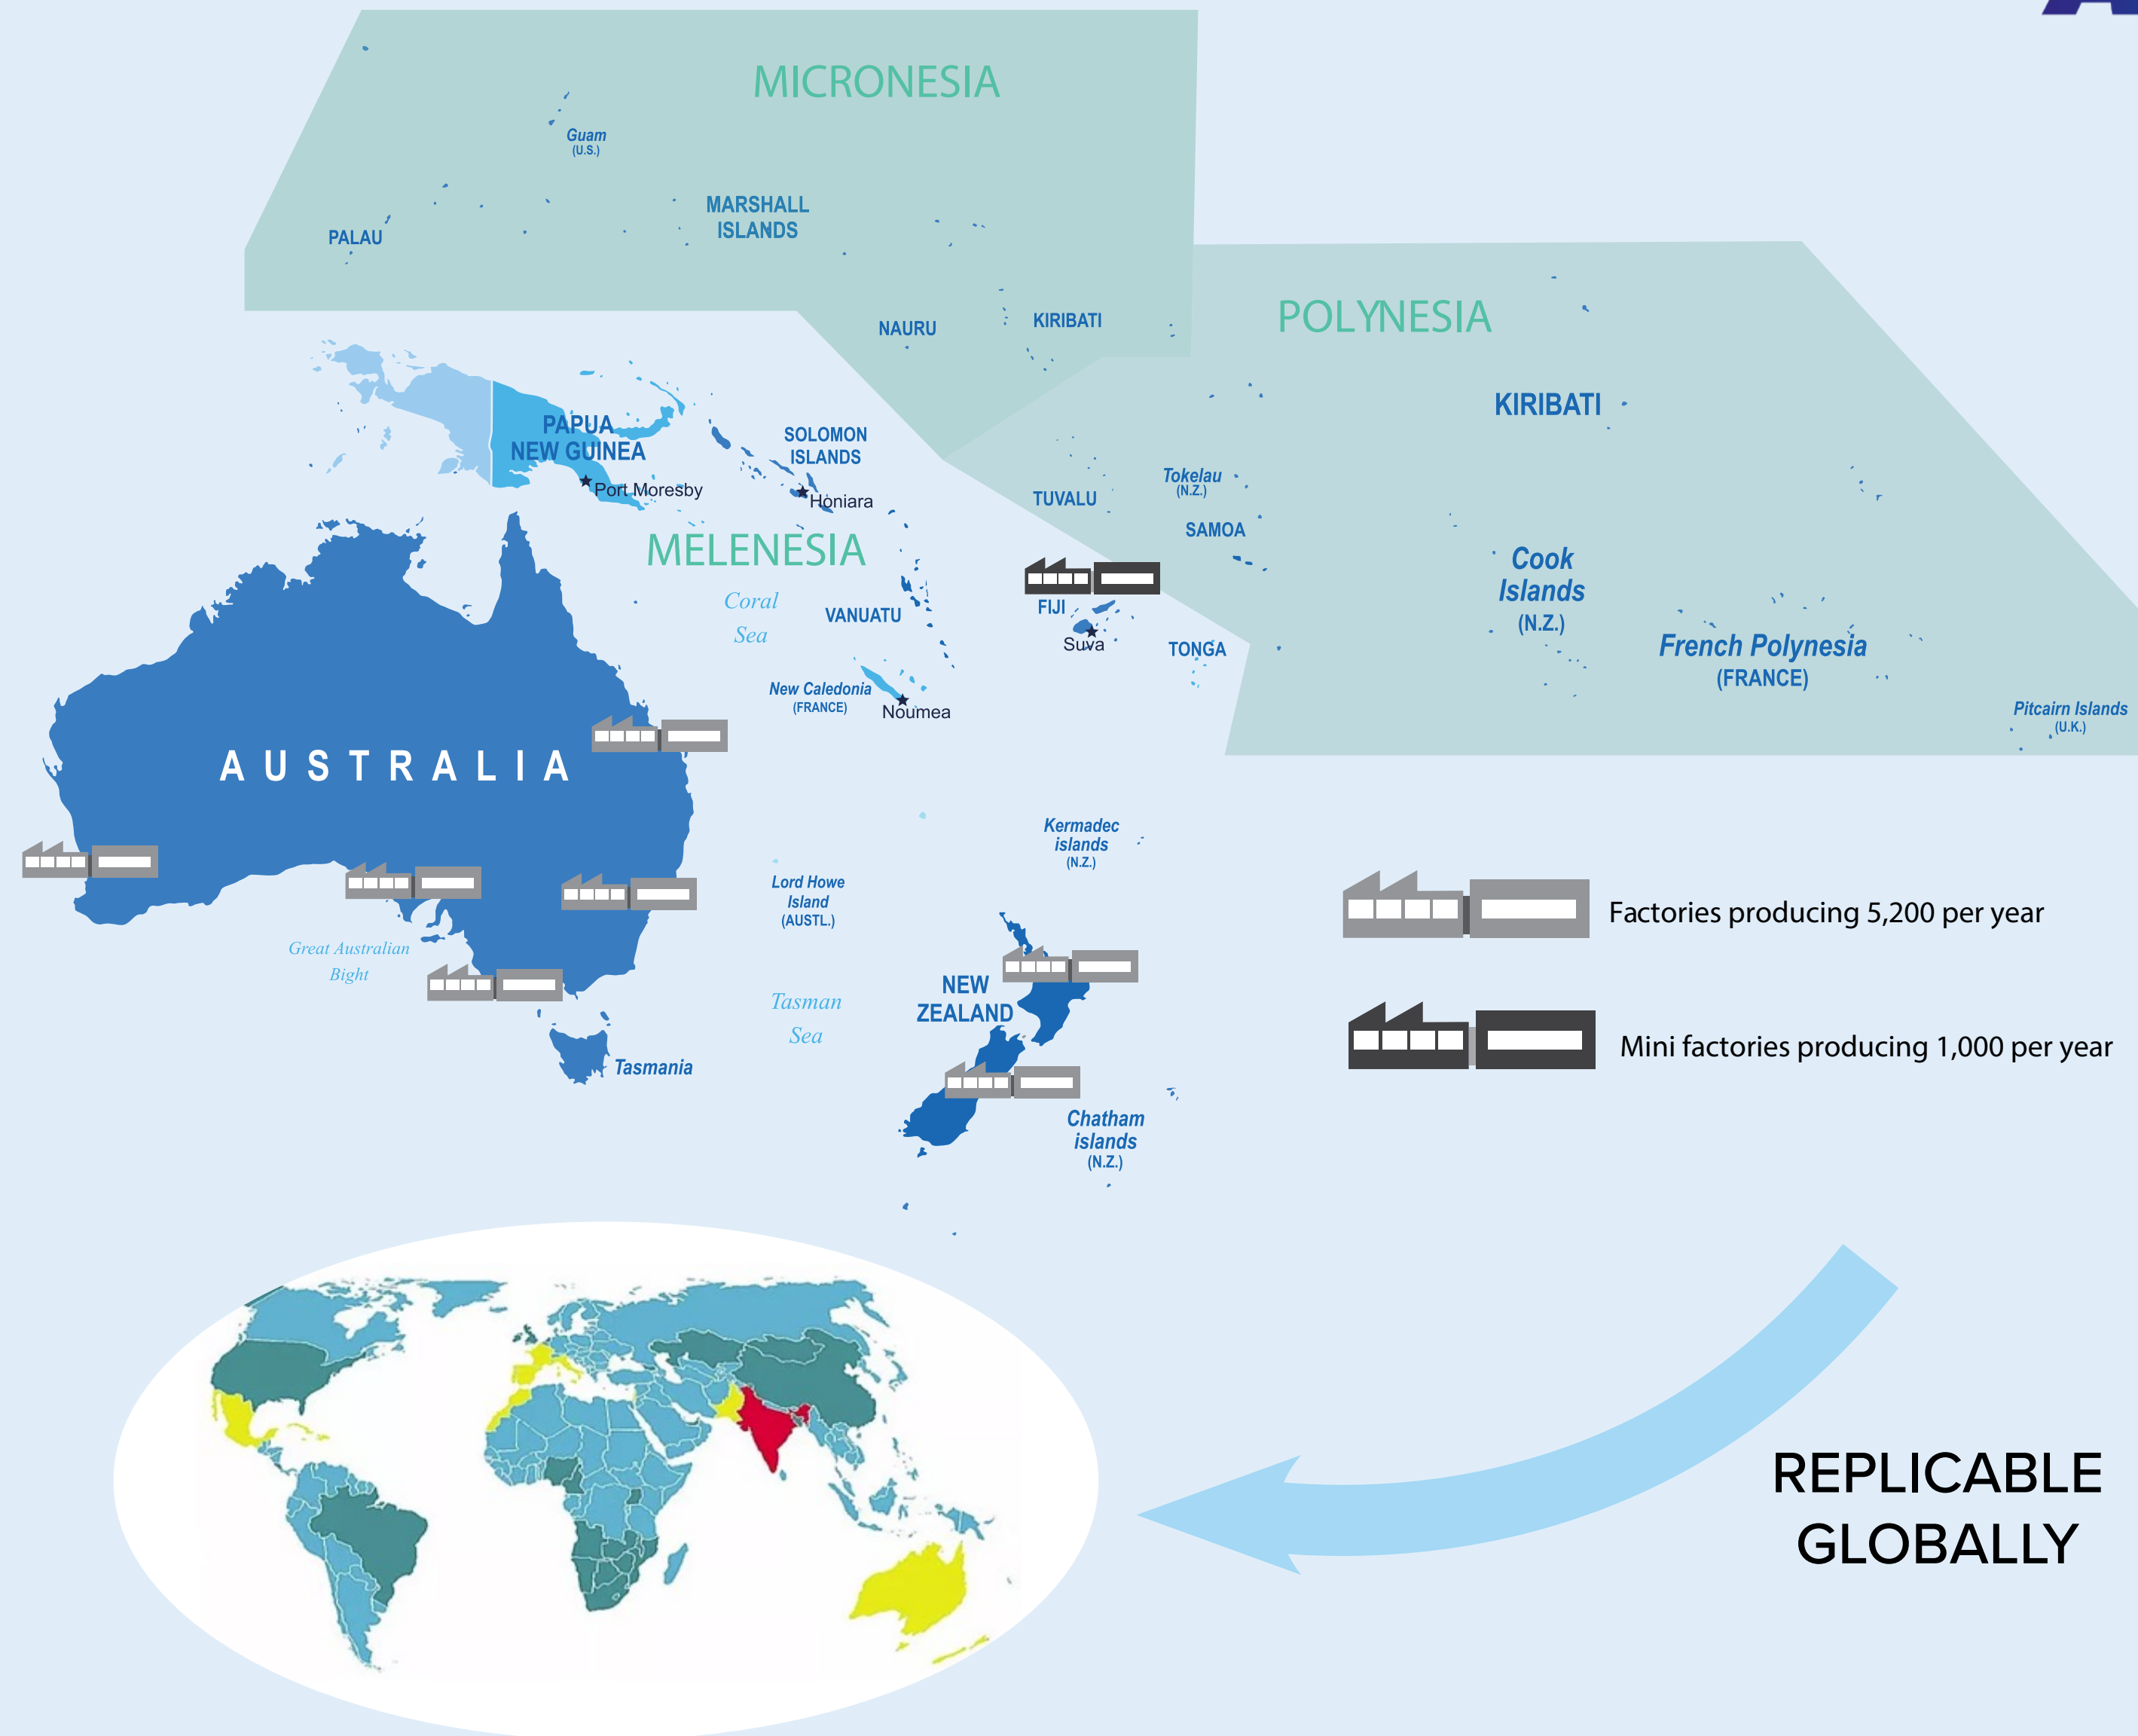 MICRONESIA
Guam
(U.S.)
MARSHALL
ISLANDS
PALAU
NAURU
KIRIBATI
POLYNESIA
KIRIBATI
PAPUA
NEW GUINEA
Port Moresby
SOLOMON
ISLANDS
Honiara
TUVALU
Tokelau
(N.Z.)
SAMOA
MELENESIA
Coral
Sea
VANUATU
FIJI
Suva
TONGA
Cook
Islands
(N.Z.)
French Polynesia
(FRANCE)
Pitcairn Islands
(U.K.)
New Caledonia
(FRANCE)
Noumea
AUSTRALIA
Kermadec
islands
(N.Z.)
Lord Howe
Island
(AUSTL.)
Great Australian
Bight
Tasman
Sea
NEW
ZEALAND
Tasmania
Chatham
islands
(N.Z.)
Factories producing 5,200 per year
Mini factories producing 1,000 per year
REPLICABLE
GLOBALLY